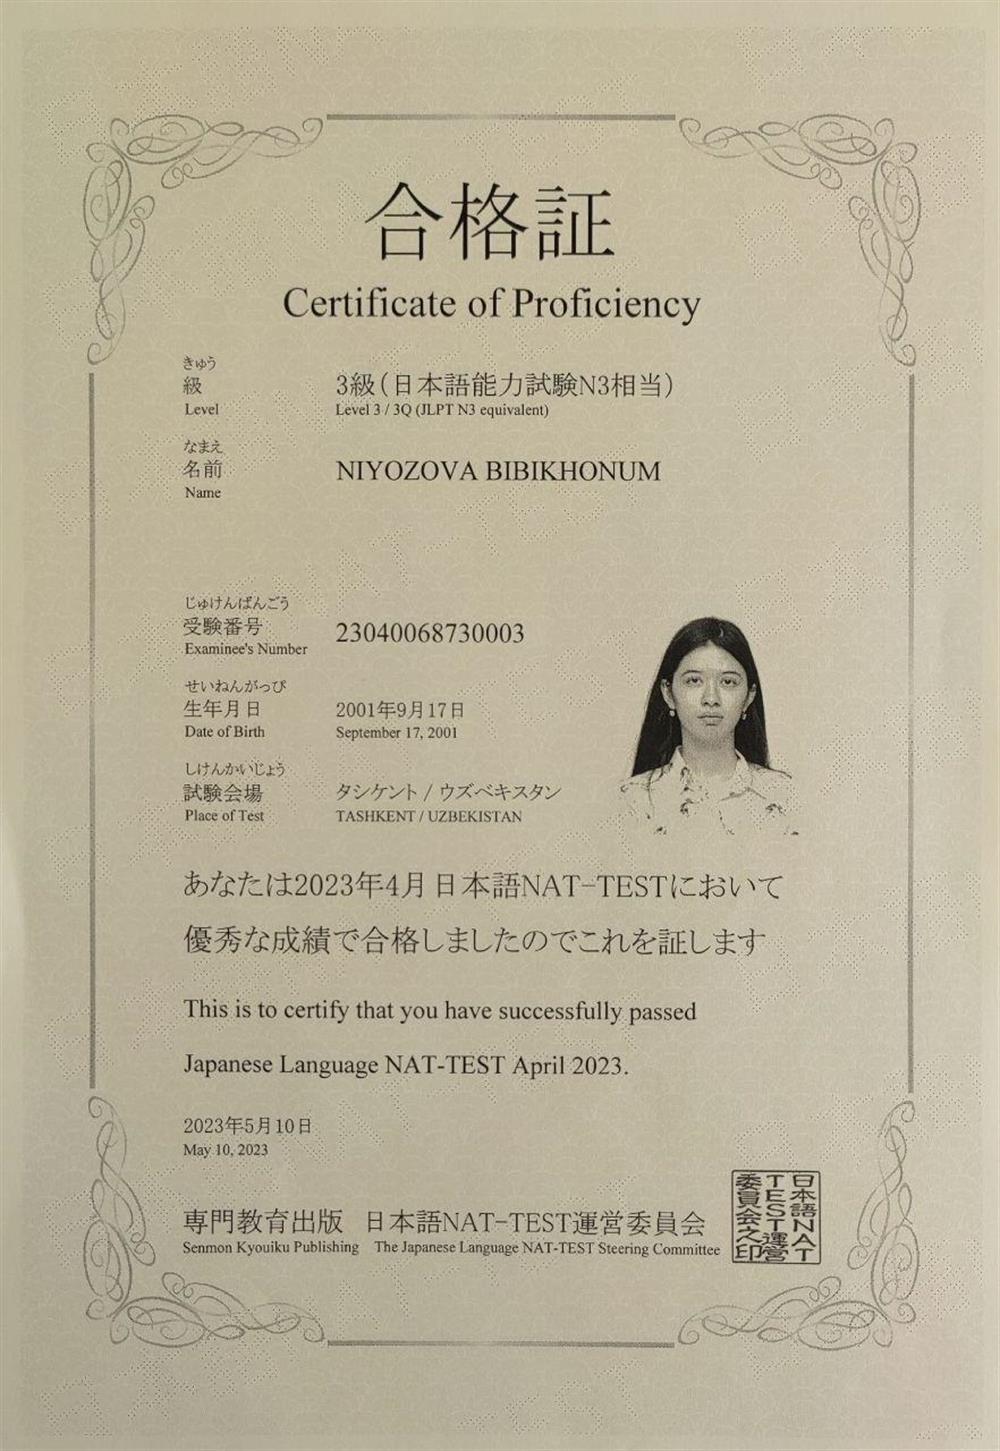 合格証
Certificate of Proficiency
きゅう
級 3級（日本語能力試験N3相当）
Level Level 3 / 3Q (JLPT N3 equivalent)
なまえ
名前 NIYOZOVA BIBIKHONUM
Name
じゅけんばんごう
受験番号 23040068730003
Examinee's Number
せいねんがっぴ
生年月日 2001年9月17日
Date of Birth September 17, 2001
しけんかいじょう
試験会場 タシケント / ウズベキスタン
Place of Test TASHKENT / UZBEKISTAN
あなたは2023年4月日本語NAT-TESTにおいて
優秀な成績で合格しましたのでこれを証します
This is to certify that you have successfully passed
Japanese Language NAT-TEST April 2023.
2023年5月10日
May 10, 2023
専門教育出版 日本語NAT-TEST運営委員会
Senmon Kyouiku Publishing The Japanese Language NAT-TEST Steering Committee
日本語NAT
TEST運営
委員会之印